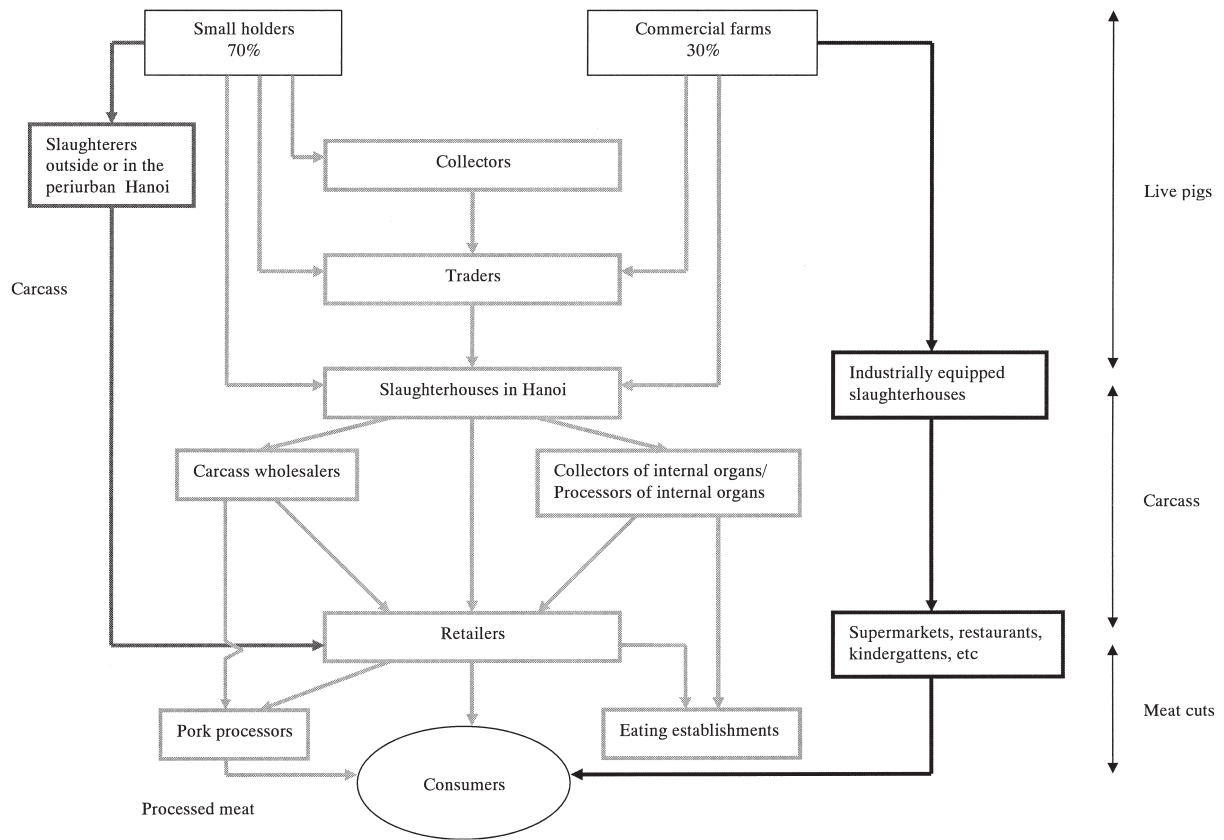 Small holders
70%
Commercial farms
30%
Slaughterers
outside or in the
periurban Hanoi
Collectors
Live pigs
Traders
Carcass
Industrially equipped
slaughterhouses
Slaughterhouses in Hanoi
Carcass wholesalers
Collectors of internal organs/
Processors of internal organs
Carcass
Retailers
Supermarkets, restaurants,
kindergattens, etc
Pork processors
Eating establishments
Meat cuts
Consumers
Processed meat